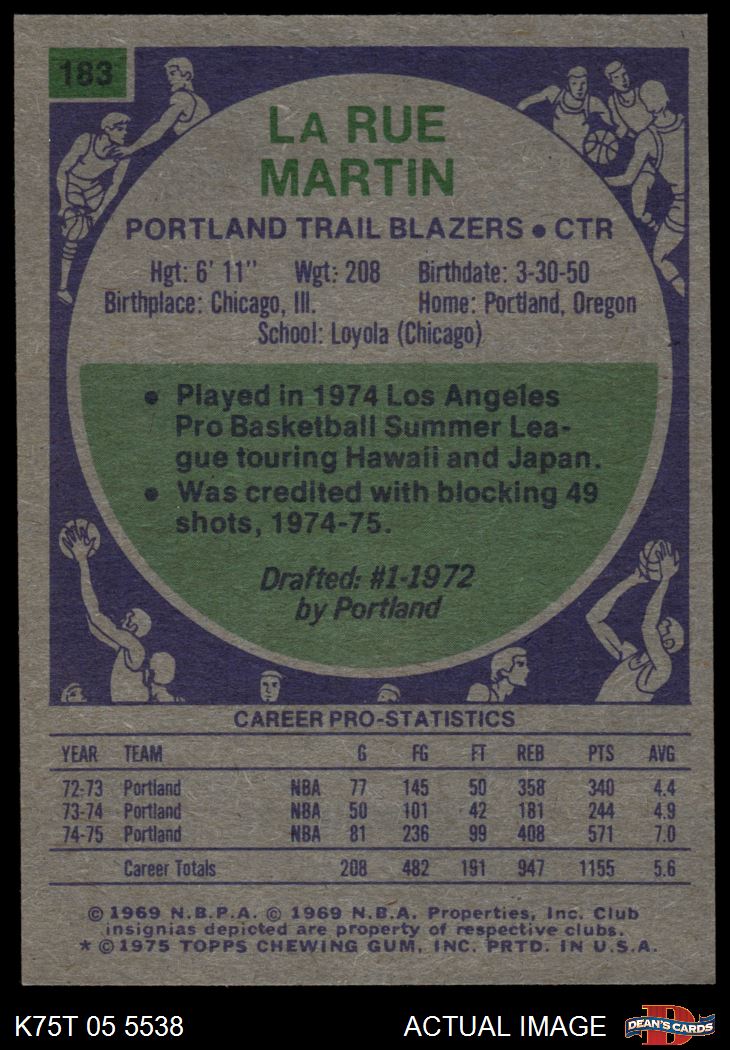 183
LA RUE
MARTIN
PORTLAND TRAIL BLAZERS • CTR
Hgt: 6' 11" Wgt: 208 Birthdate: 3-30-50
Birthplace: Chicago, Ill. Home: Portland, Oregon
School: Loyola (Chicago)
• Played in 1974 Los Angeles
Pro Basketball Summer Lea-
gue touring Hawaii and Japan.
• Was credited with blocking 49
shots, 1974-75.
Drafted: #1-1972
by Portland
CAREER PRO-STATISTICS
YEAR TEAM G FG FT REB PTS AVG
72-73 Portland NBA 77 145 50 358 340 4.4
73-74 Portland NBA 50 101 42 181 244 4.9
74-75 Portland NBA 81 236 99 408 571 7.0
Career Totals 208 482 191 947 1155 5.6
© 1969 N.B.P.A. © 1969 N.B.A. Properties, Inc. Club
insignias depicted are property of respective clubs.
* © 1975 TOPPS CHEWING GUM, INC. PRTD. IN U.S.A.
K75T 05 5538 ACTUAL IMAGE D DEAN'S CARDS